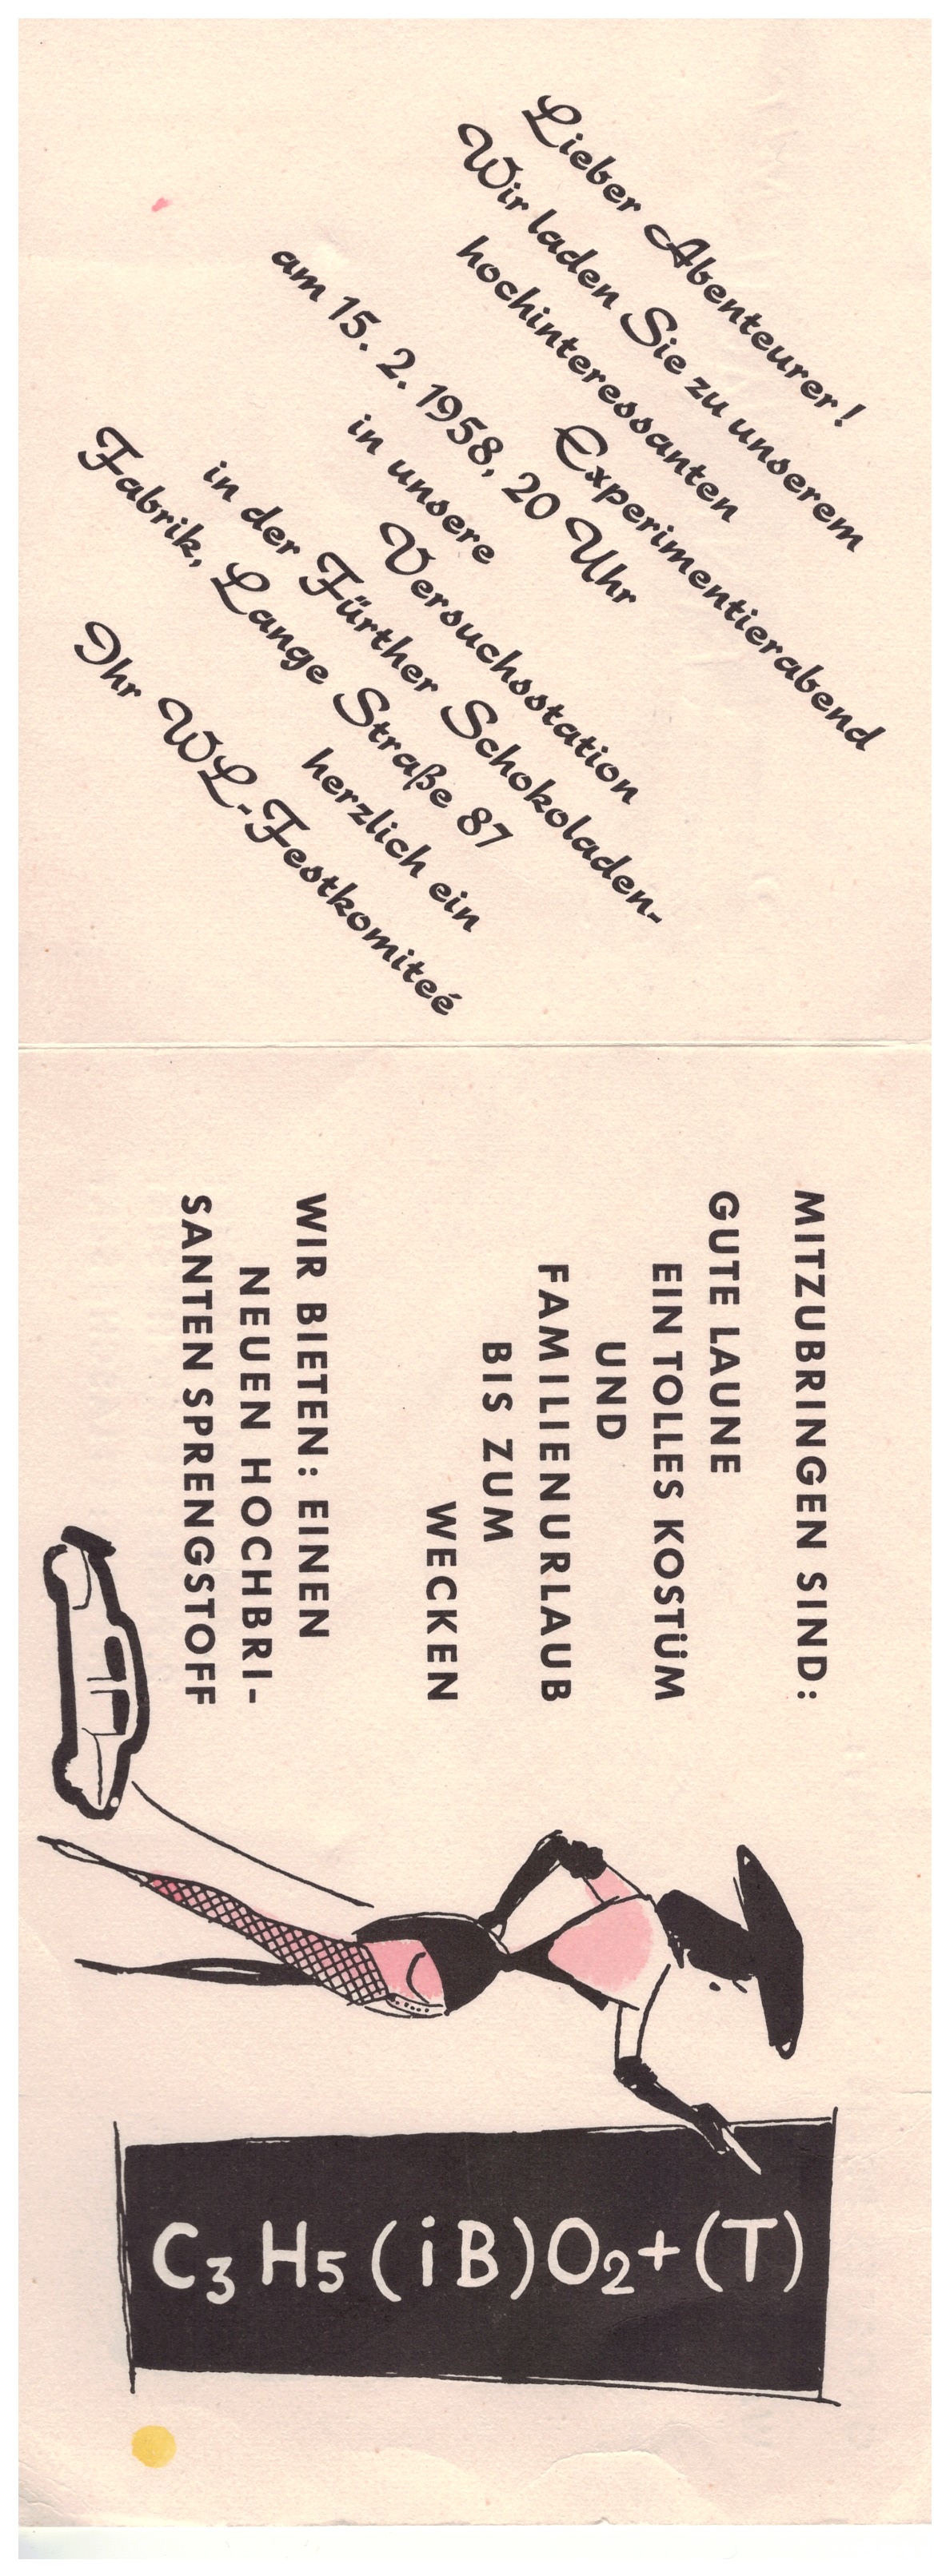 Lieber Abenteurer!
Wir laden Sie zu unserem
hochinteressanten
Experimentierabend
am 15. 2. 1958, 20 Uhr
in unsere
Versuchsstation
in der Fürther Schokoladen-
Fabrik, Lange Straße 87
herzlich ein
Ihr WL-Festkomiteé
MITZUBRINGEN SIND:
GUTE LAUNE
EIN TOLLES KOSTÜM
UND
FAMILIENURLAUB
BIS ZUM
WECKEN
WIR BIETEN: EINEN
NEUEN HOCHBRI-
SANTEN SPRENGSTOFF
C3 H5 (iB)O2+(T)